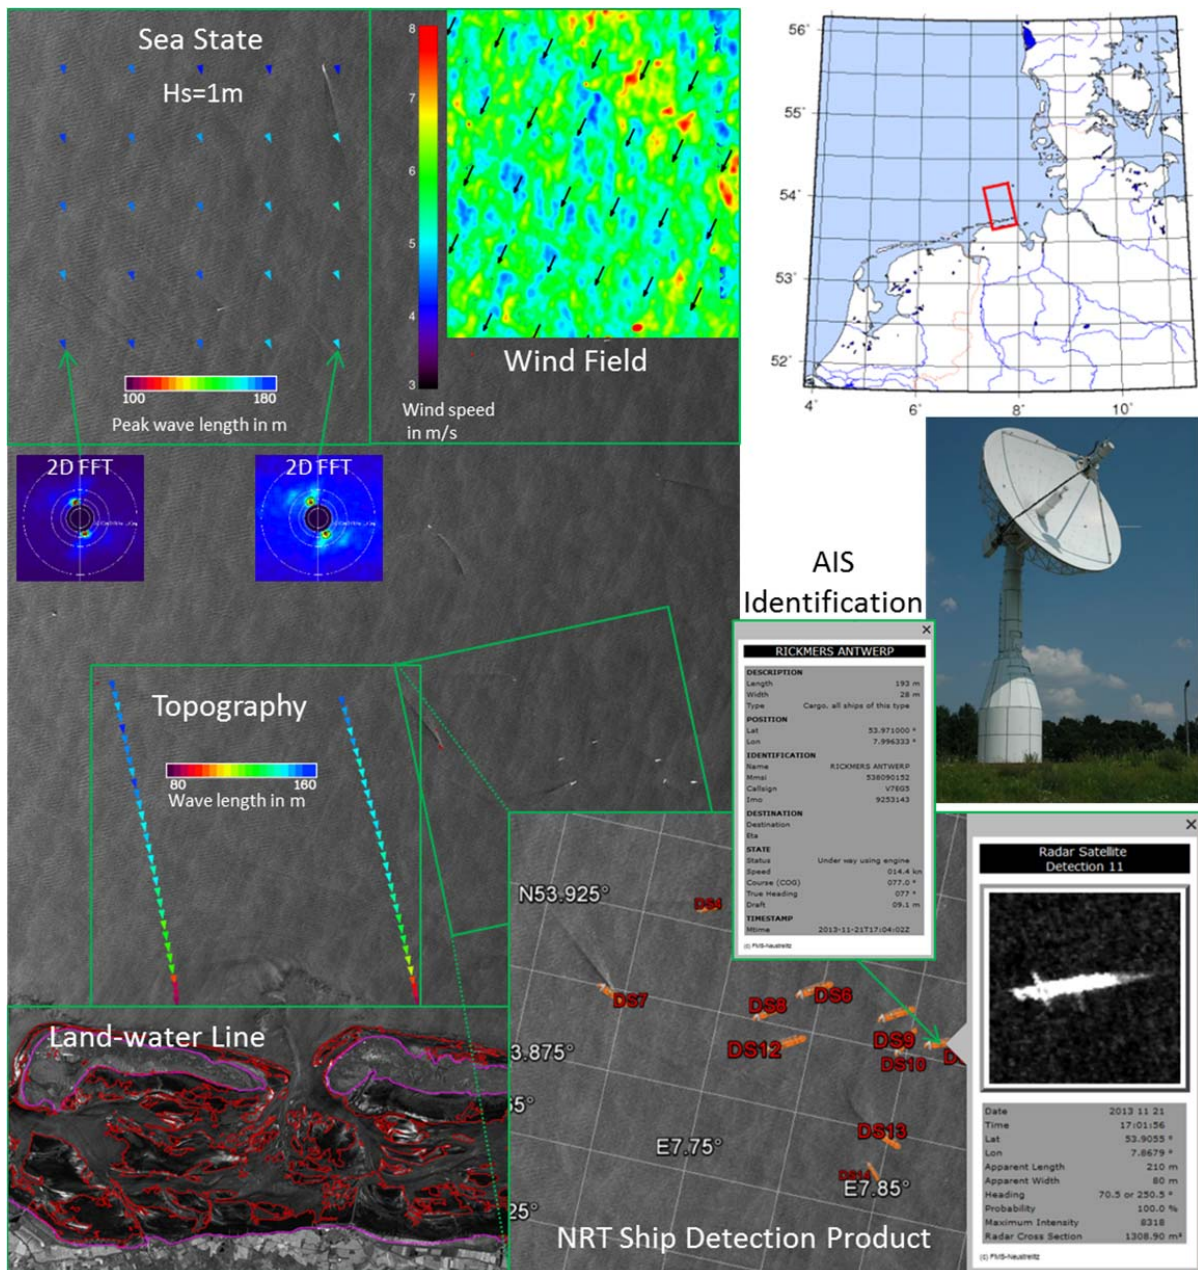 Sea State
Hs=1m
100 180
Peak wave length in m
8
7
6
5
4
3
Wind speed
in m/s
Wind Field
56°
55°
54°
53°
52°
4° 6° 8° 10°
2D FFT
2D FFT
Topography
80 160
Wave length in m
Land-water Line
AIS
Identification
RICKMERS ANTWERP
DESCRIPTION
Length 193 m
Width 28 m
Type Cargo, all ships of this type
POSITION
Lat 53.971000 °
Lon 7.996333 °
IDENTIFICATION
Name RICKMERS ANTWERP
Mmsi 538090152
Callsign V7EG5
Imo 9253143
DESTINATION
Destination
Eta
STATE
Status Under way using engine
Speed 014.4 kn
Course (COG) 077.0 °
True Heading 077 °
Draft 09.1 m
TIMESTAMP
Mtime 2013-11-21T17:04:02Z
(c) FMS-Neustrelitz
N53.925°
DS4
DS7
DS8
DS6
DS12
DS9
DS10
3.875°
E7.75°
DS13
DS14
E7.85°
25°
NRT Ship Detection Product
Radar Satellite
Detection 11
Date 2013 11 21
Time 17:01:56
Lat 53.9055 °
Lon 7.8679 °
Apparent Length 210 m
Apparent Width 80 m
Heading 70.5 or 250.5 °
Probability 100.0 %
Maximum Intensity 8318
Radar Cross Section 1308.90 m²
(c) FMS-Neustrelitz